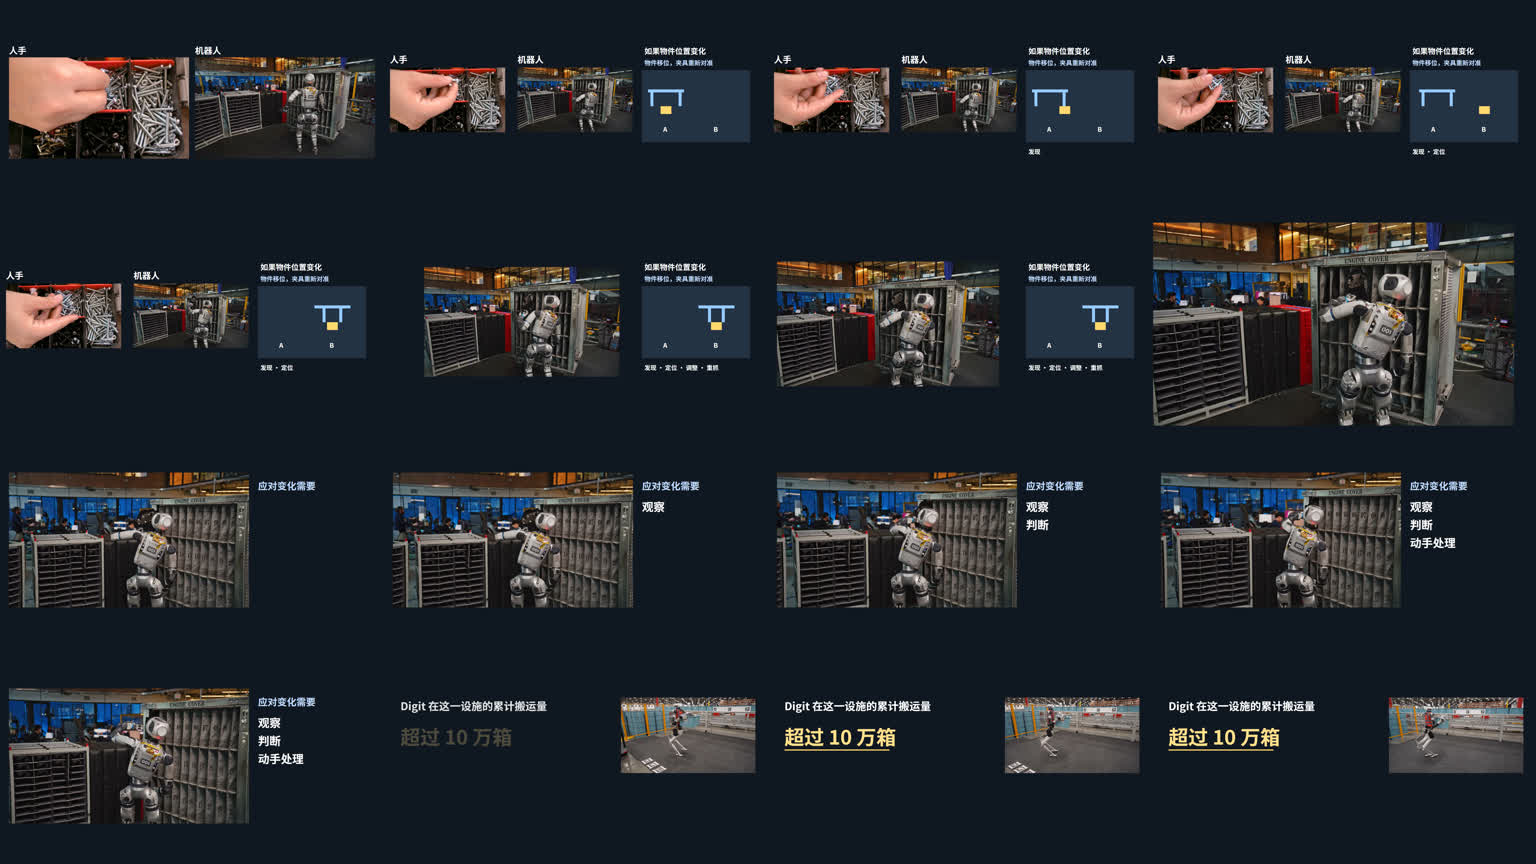 人手
机器人
人手
机器人
如果物件位置变化
物件移位，夹具重新对准
A
B
人手
机器人
如果物件位置变化
物件移位，夹具重新对准
A
B
发现
人手
机器人
如果物件位置变化
物件移位，夹具重新对准
A
B
发现 · 定位
人手
机器人
如果物件位置变化
物件移位，夹具重新对准
A
B
发现 · 定位
如果物件位置变化
物件移位，夹具重新对准
A
B
发现 · 定位 · 调整 · 重抓
如果物件位置变化
物件移位，夹具重新对准
A
B
发现 · 定位 · 调整 · 重抓
ENGINE COVER
001
应对变化需要
应对变化需要
观察
应对变化需要
观察
判断
应对变化需要
观察
判断
动手处理
应对变化需要
观察
判断
动手处理
Digit 在这一设施的累计搬运量
超过 10 万箱
Digit 在这一设施的累计搬运量
超过 10 万箱
Digit 在这一设施的累计搬运量
超过 10 万箱